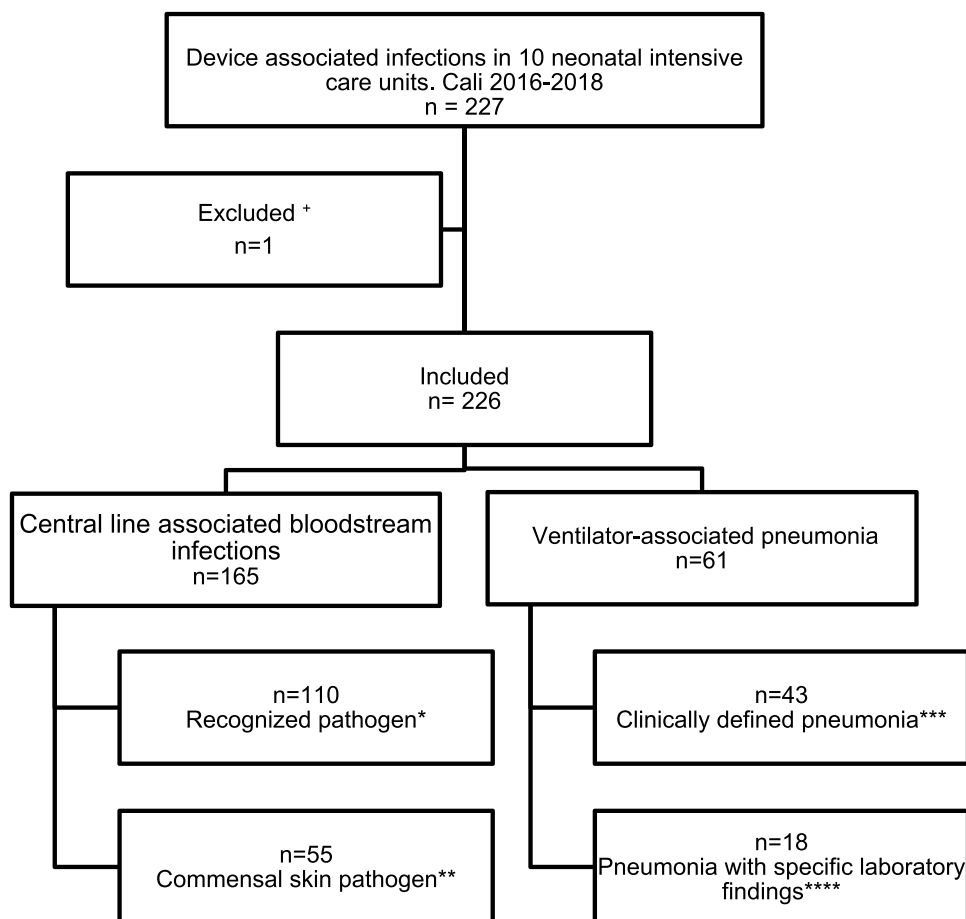 Device associated infections in 10 neonatal intensive
care units. Cali 2016-2018
n = 227
Excluded +
n=1
Included
n= 226
Central line associated bloodstream
infections
n=165
Ventilator-associated pneumonia
n=61
n=110
Recognized pathogen*
n=43
Clinically defined pneumonia***
n=55
Commensal skin pathogen**
n=18
Pneumonia with specific laboratory
findings****